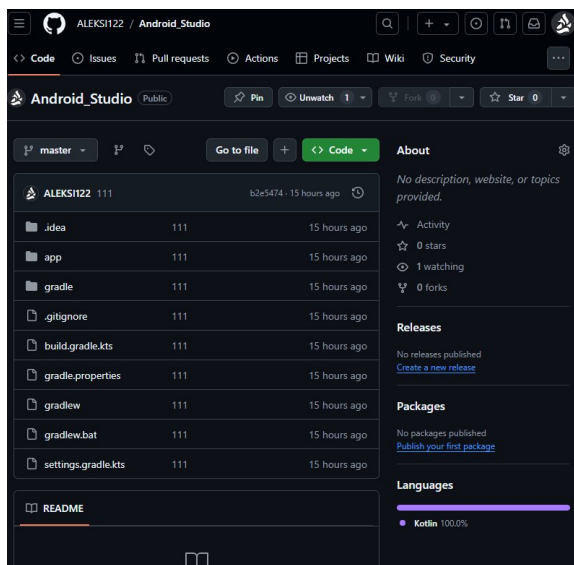 ALEKSI122 / Android_Studio
Code Issues Pull requests Actions Projects Wiki Security
Android_Studio Public Pin Unwatch 1 Fork 0 Star 0
master Go to file Code
ALEKSI122 111 b2e5474 · 15 hours ago
.idea 111 15 hours ago
app 111 15 hours ago
gradle 111 15 hours ago
.gitignore 111 15 hours ago
build.gradle.kts 111 15 hours ago
gradle.properties 111 15 hours ago
gradlew 111 15 hours ago
gradlew.bat 111 15 hours ago
settings.gradle.kts 111 15 hours ago
README
About
No description, website, or topics
provided.
Activity
0 stars
1 watching
0 forks
Releases
No releases published
Create a new release
Packages
No packages published
Publish your first package
Languages
Kotlin 100.0%